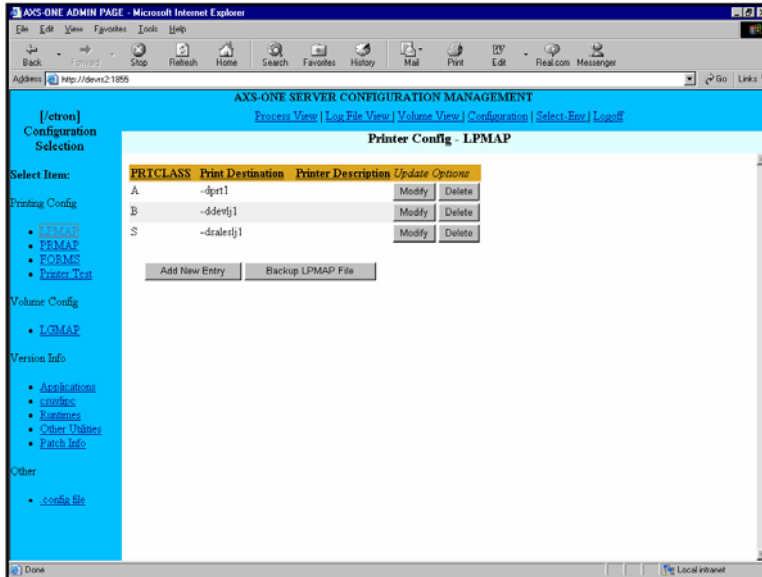 AXS-ONE ADMIN PAGE - Microsoft Internet Explorer
File Edit View Favorites Tools Help
Back Forward Stop Refresh Home Search Favorites History Mail Print Edit Real.com Messenger
Address http://devrs2:1855 Go Links
AXS-ONE SERVER CONFIGURATION MANAGEMENT
Process View | Log File View | Volume View | Configuration | Select-Env | Logoff
[/etron]
Configuration
Selection
Printer Config - LPMAP
Select Item:
Printing Config
LPMAP
PRMAP
FORMS
Printer Test
Volume Config
LGMAP
Version Info
Applications
csuvlipc
Runtimes
Other Utilities
Patch Info
Other
.config file
PRTCLASS Print Destination Printer Description Update Options
A -dprt1 Modify Delete
B -ddevlj1 Modify Delete
S -dsaleslj1 Modify Delete
Add New Entry Backup LPMAP File
Done Local intranet